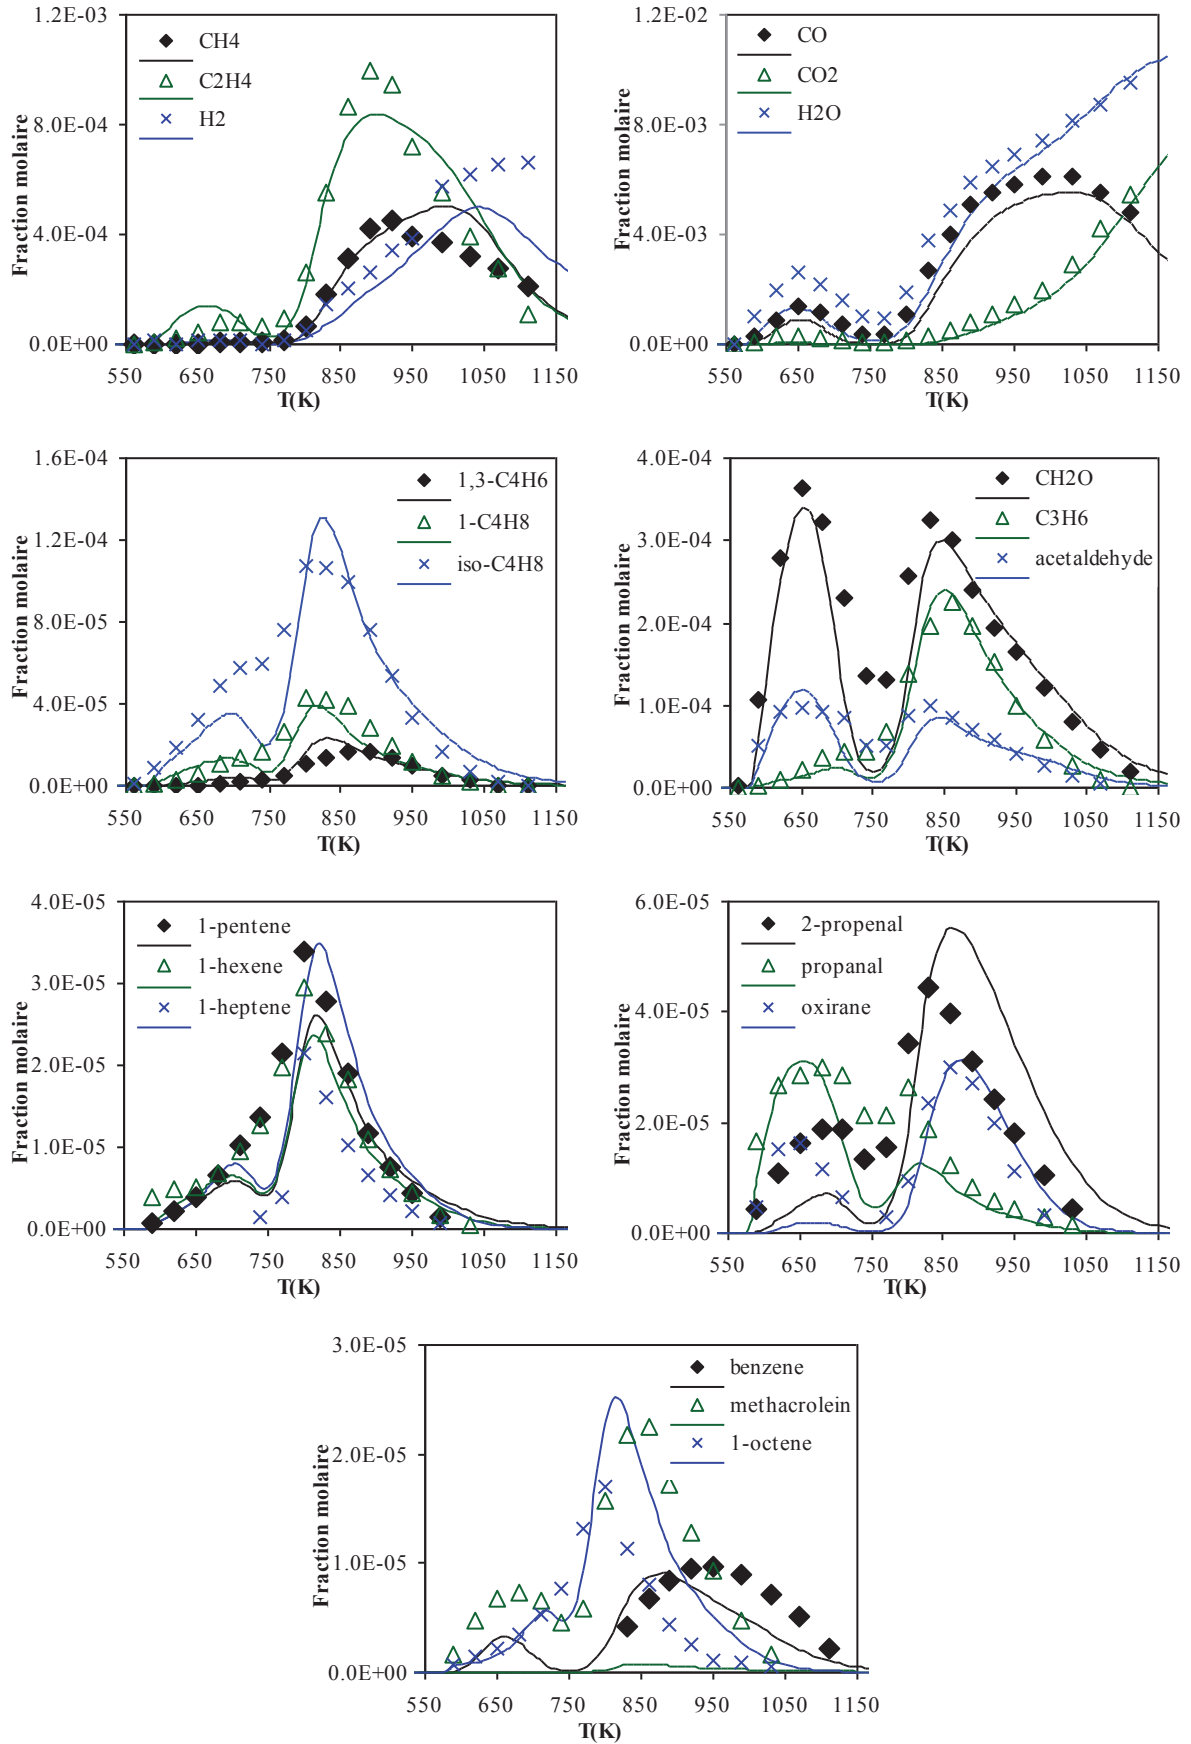 1.2E-03
8.0E-04
4.0E-04
0.0E+00
Fraction molaire
CH4
C2H4
H2
550 650 750 850 950 1050 1150
T(K)
1.2E-02
8.0E-03
4.0E-03
0.0E+00
Fraction molaire
CO
CO2
H2O
550 650 750 850 950 1050 1150
T(K)
1.6E-04
1.2E-04
8.0E-05
4.0E-05
0.0E+00
Fraction molaire
1,3-C4H6
1-C4H8
iso-C4H8
550 650 750 850 950 1050 1150
T(K)
4.0E-04
3.0E-04
2.0E-04
1.0E-04
0.0E+00
Fraction molaire
CH2O
C3H6
acetaldehyde
550 650 750 850 950 1050 1150
T(K)
4.0E-05
3.0E-05
2.0E-05
1.0E-05
0.0E+00
Fraction molaire
1-pentene
1-hexene
1-heptene
550 650 750 850 950 1050 1150
T(K)
6.0E-05
4.0E-05
2.0E-05
0.0E+00
Fraction molaire
2-propenal
propanal
oxirane
550 650 750 850 950 1050 1150
T(K)
3.0E-05
2.0E-05
1.0E-05
0.0E+00
Fraction molaire
benzene
methacrolein
1-octene
550 650 750 850 950 1050 1150
T(K)